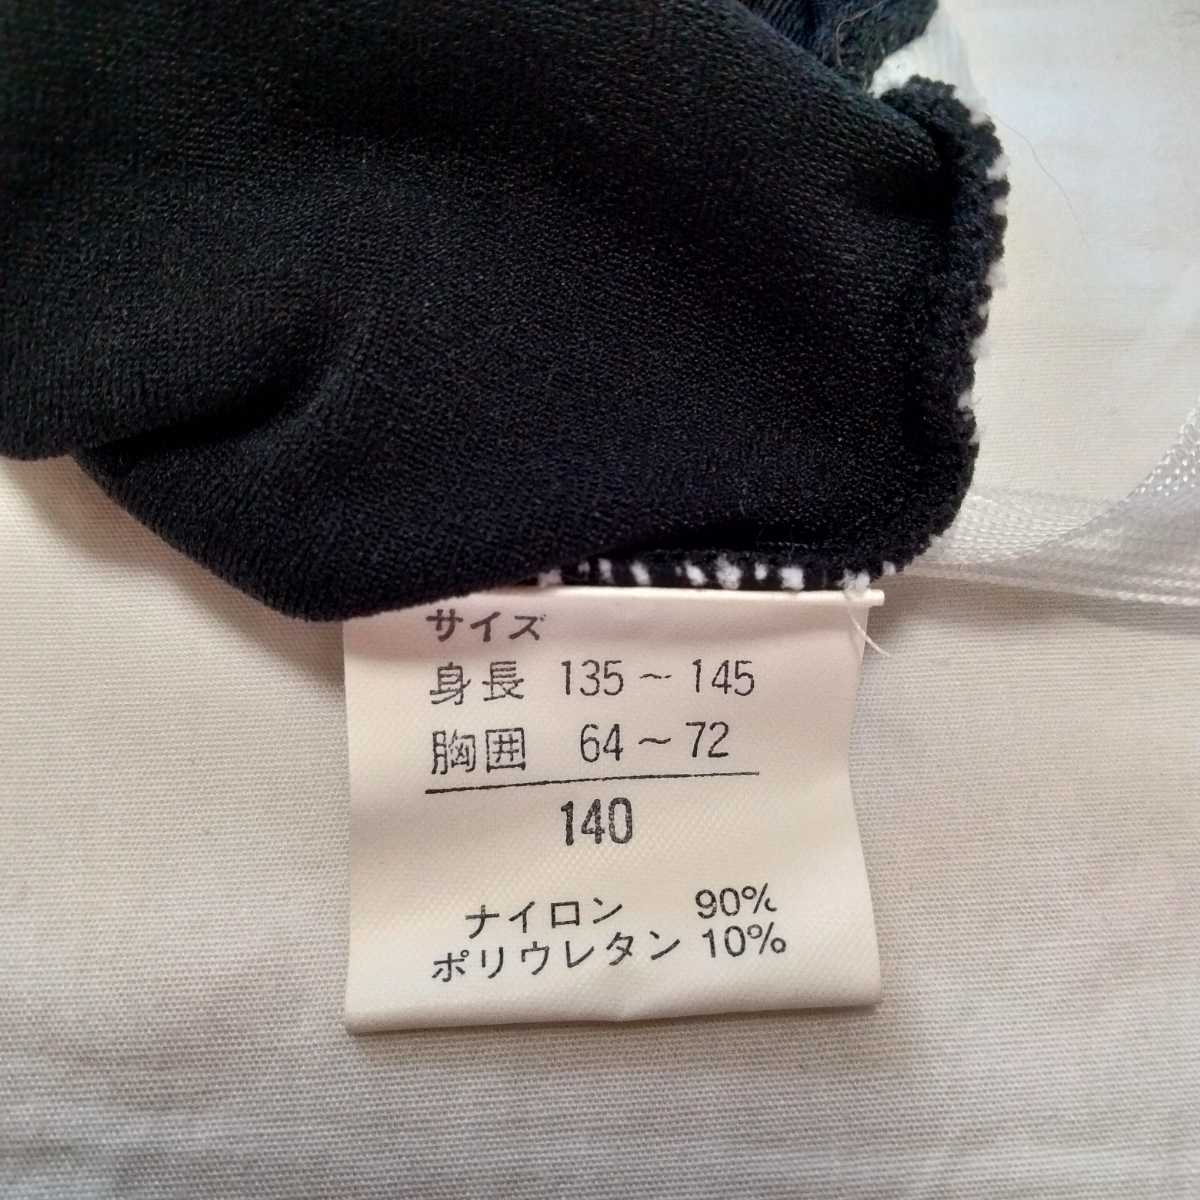 サイズ
身長 135～145
胸囲 64～72
140
ナイロン 90%
ポリウレタン 10%